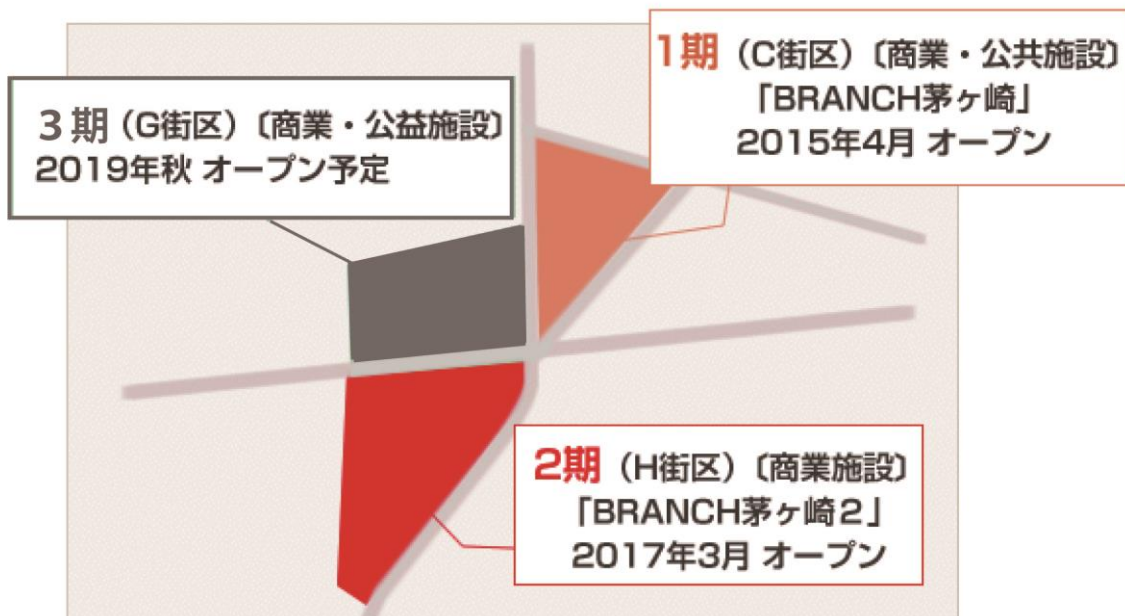 1期（C街区）〔商業・公共施設〕
「BRANCH茅ヶ崎」
2015年4月 オープン
３期（G街区）〔商業・公益施設〕
2019年秋 オープン予定
2期（H街区）〔商業施設〕
「BRANCH茅ヶ崎２」
2017年3月 オープン